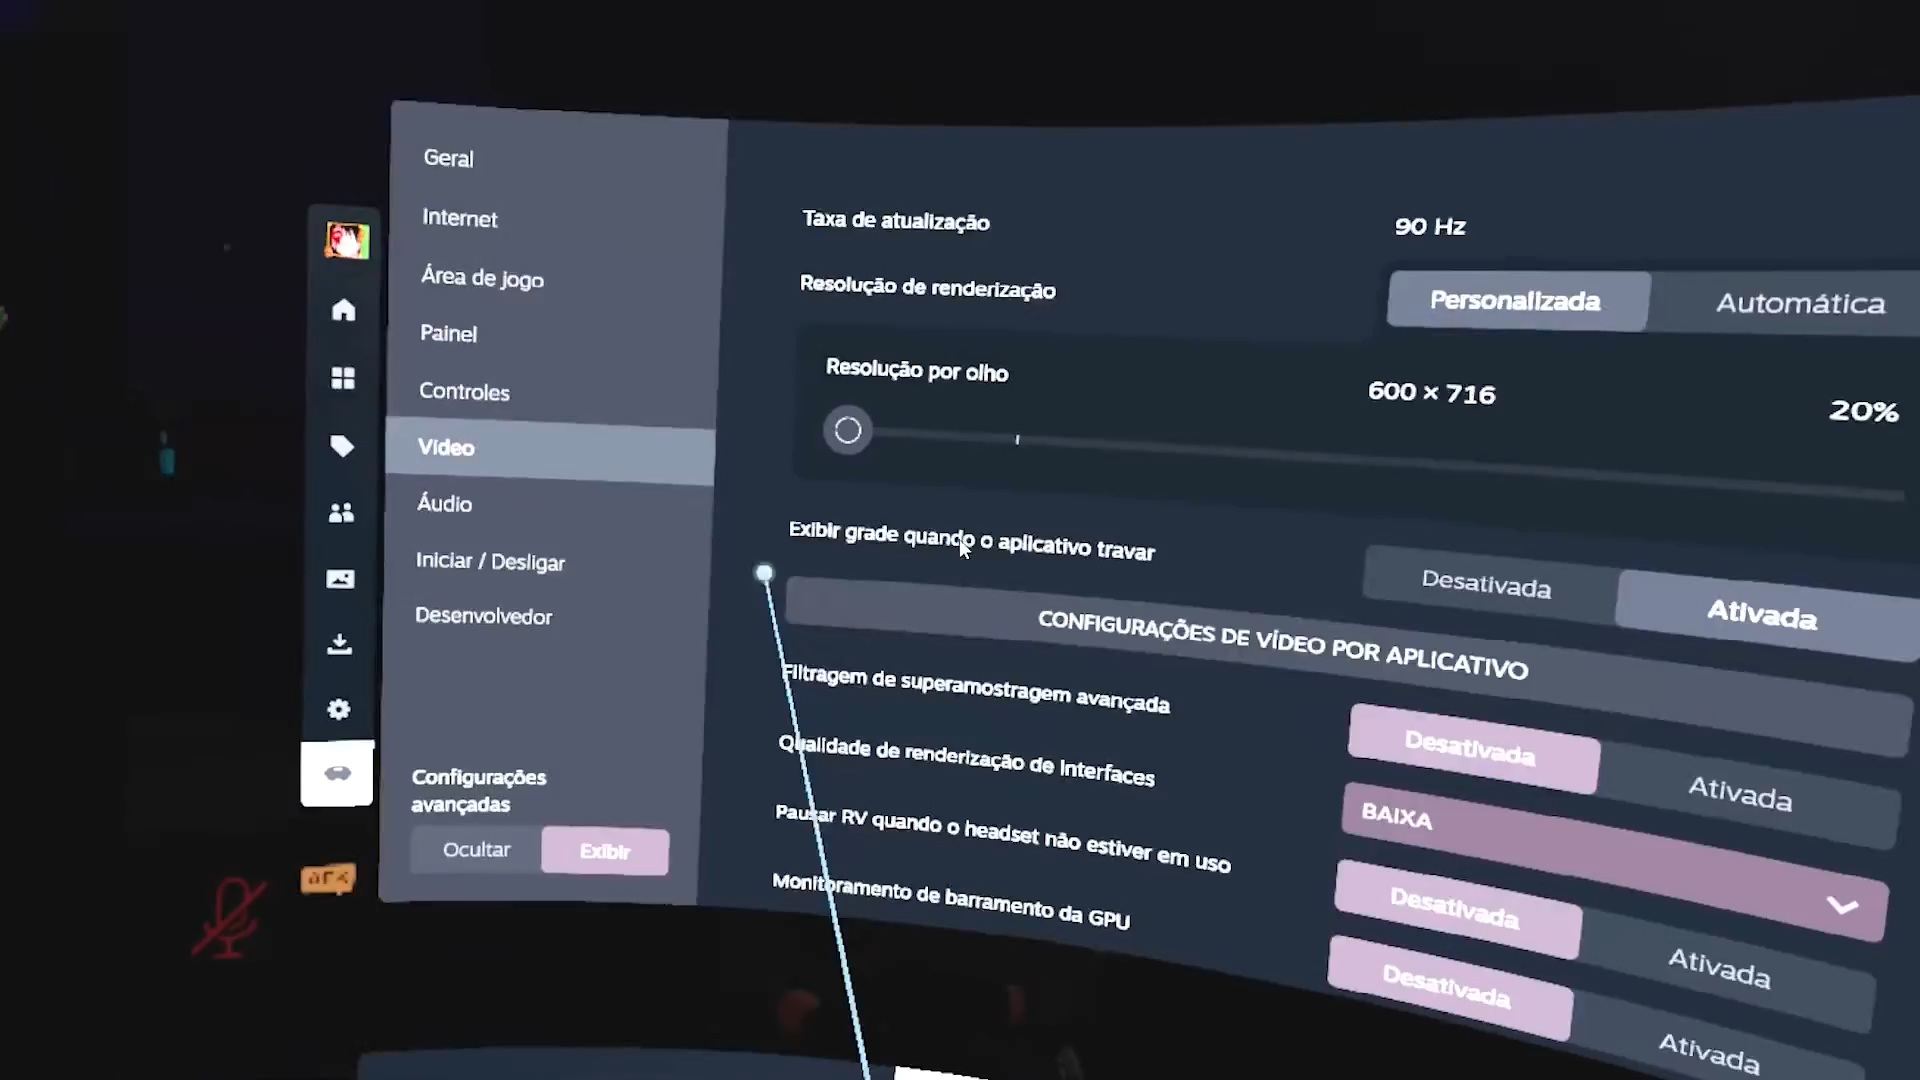 Geral
Internet
Área de jogo
Painel
Controles
Vídeo
Áudio
Iniciar / Desligar
Desenvolvedor
Configurações
avançadas
Ocultar
Exibir
Taxa de atualização
90 Hz
Resolução de renderização
Personalizada
Automática
Resolução por olho
600 × 716
20%
Exibir grade quando o aplicativo travar
Desativada
Ativada
CONFIGURAÇÕES DE VÍDEO POR APLICATIVO
Filtragem de superamostragem avançada
Desativada
Ativada
Qualidade de renderização de interfaces
BAIXA
Pausar RV quando o headset não estiver em uso
Desativada
Ativada
Monitoramento de barramento da GPU
Desativada
Ativada